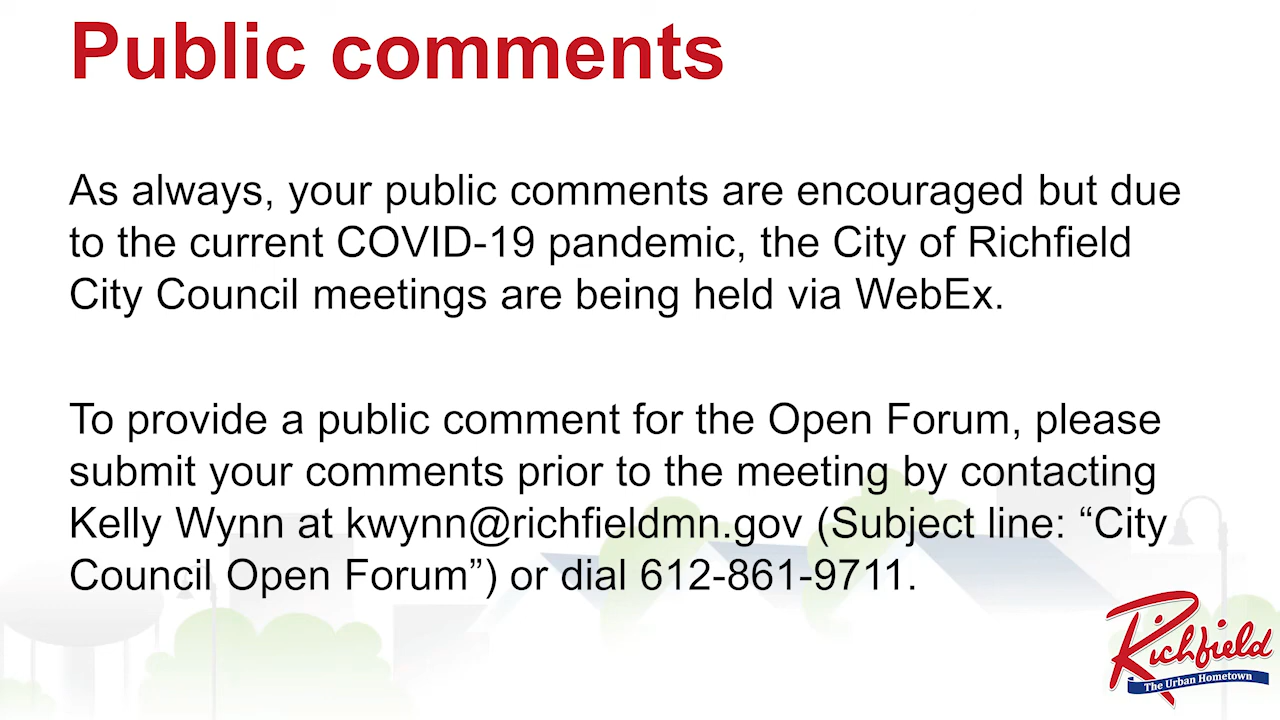 Public comments
As always, your public comments are encouraged but due
to the current COVID-19 pandemic, the City of Richfield
City Council meetings are being held via WebEx.
To provide a public comment for the Open Forum, please
submit your comments prior to the meeting by contacting
Kelly Wynn at kwynn@richfieldmn.gov (Subject line: “City
Council Open Forum”) or dial 612-861-9711.
Richfield
The Urban Hometown